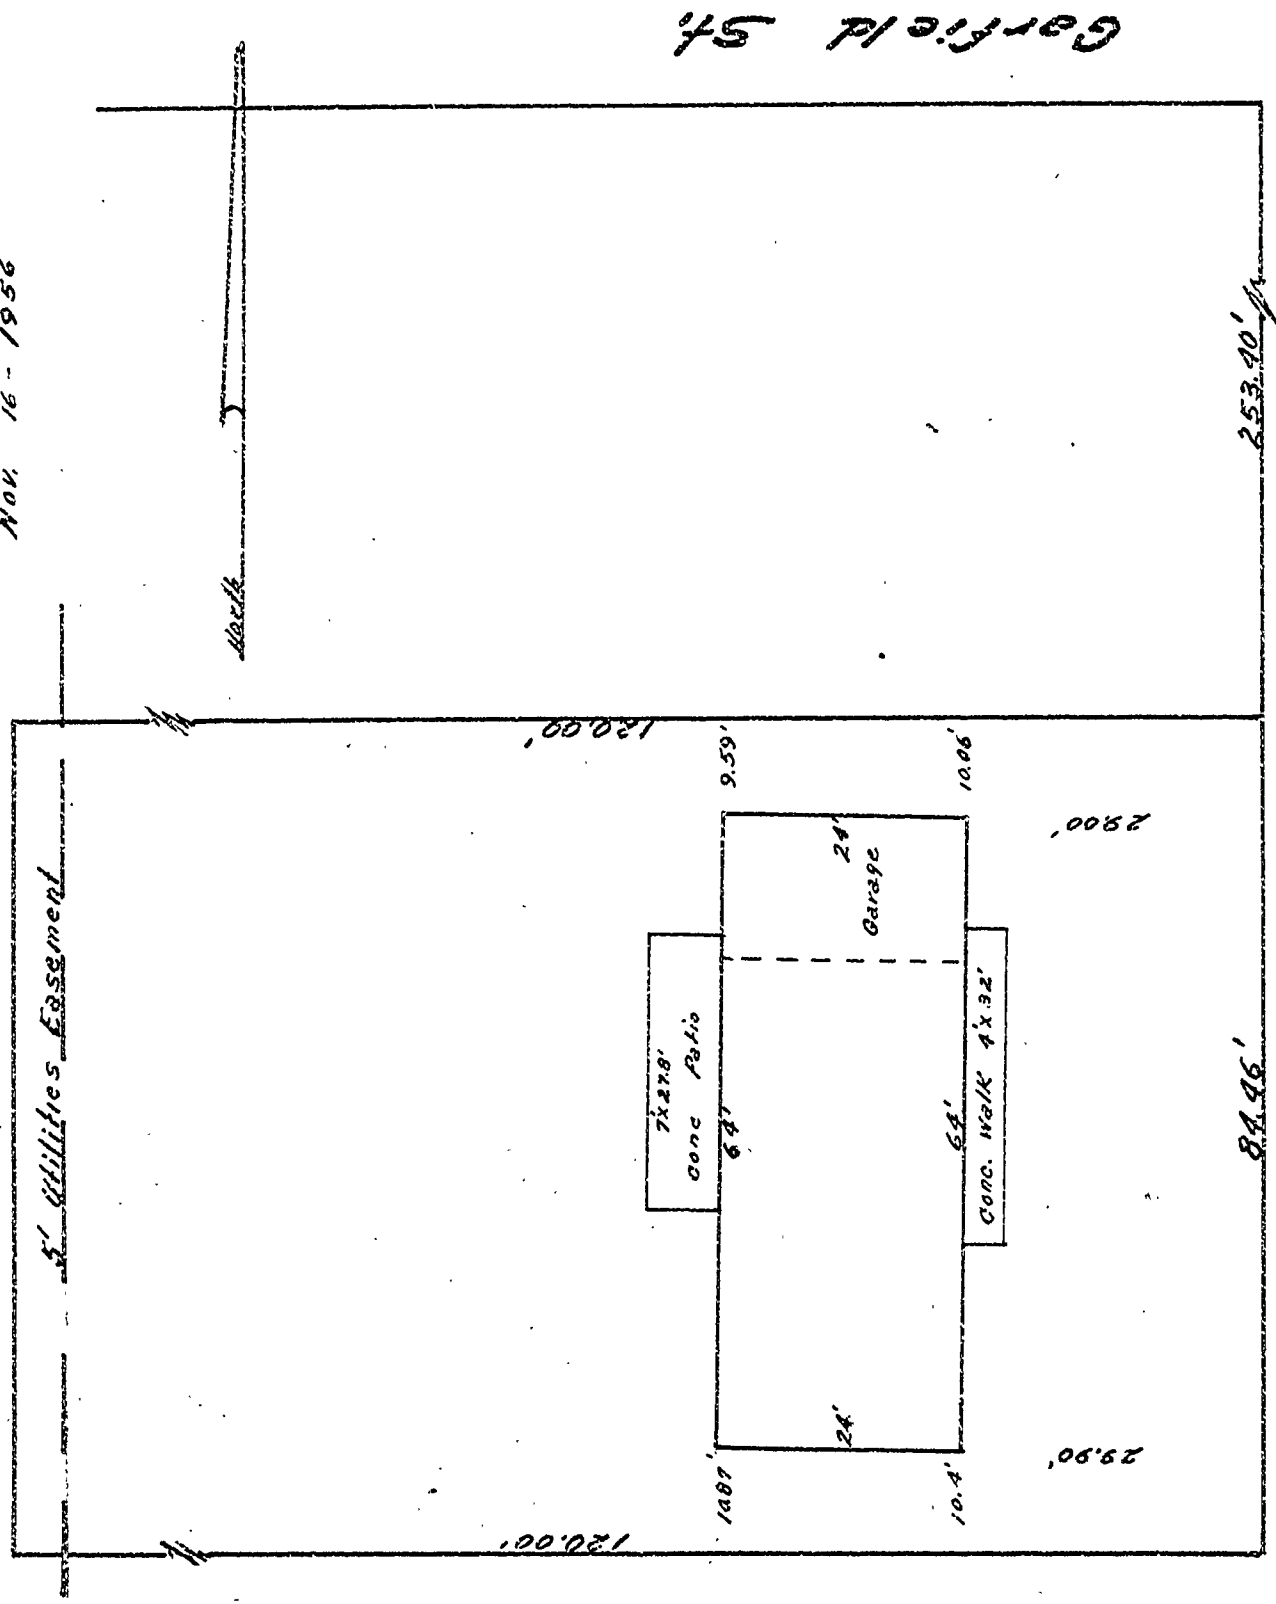 Garfield St.
Nov. 16 - 1956
North
253.40'
5' Utilities Easement
120.00'
9.59'
10.06'
29.00'
24'
Garage
7'x27.8'
conc Patio
64'
64'
Conc. Walk 4'x32'
84.46'
24'
10.87'
10.4'
29.90'
120.00'